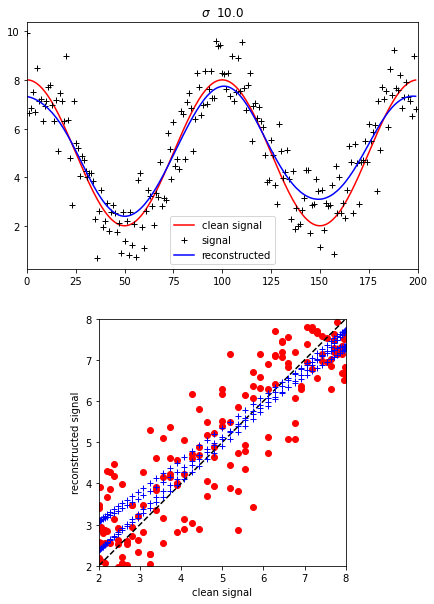 σ 10.0
10
8
6
4
2
clean signal
signal
reconstructed
0 25 50 75 100 125 150 175 200
8
7
6
5
4
3
2
reconstructed signal
2 3 4 5 6 7 8
clean signal